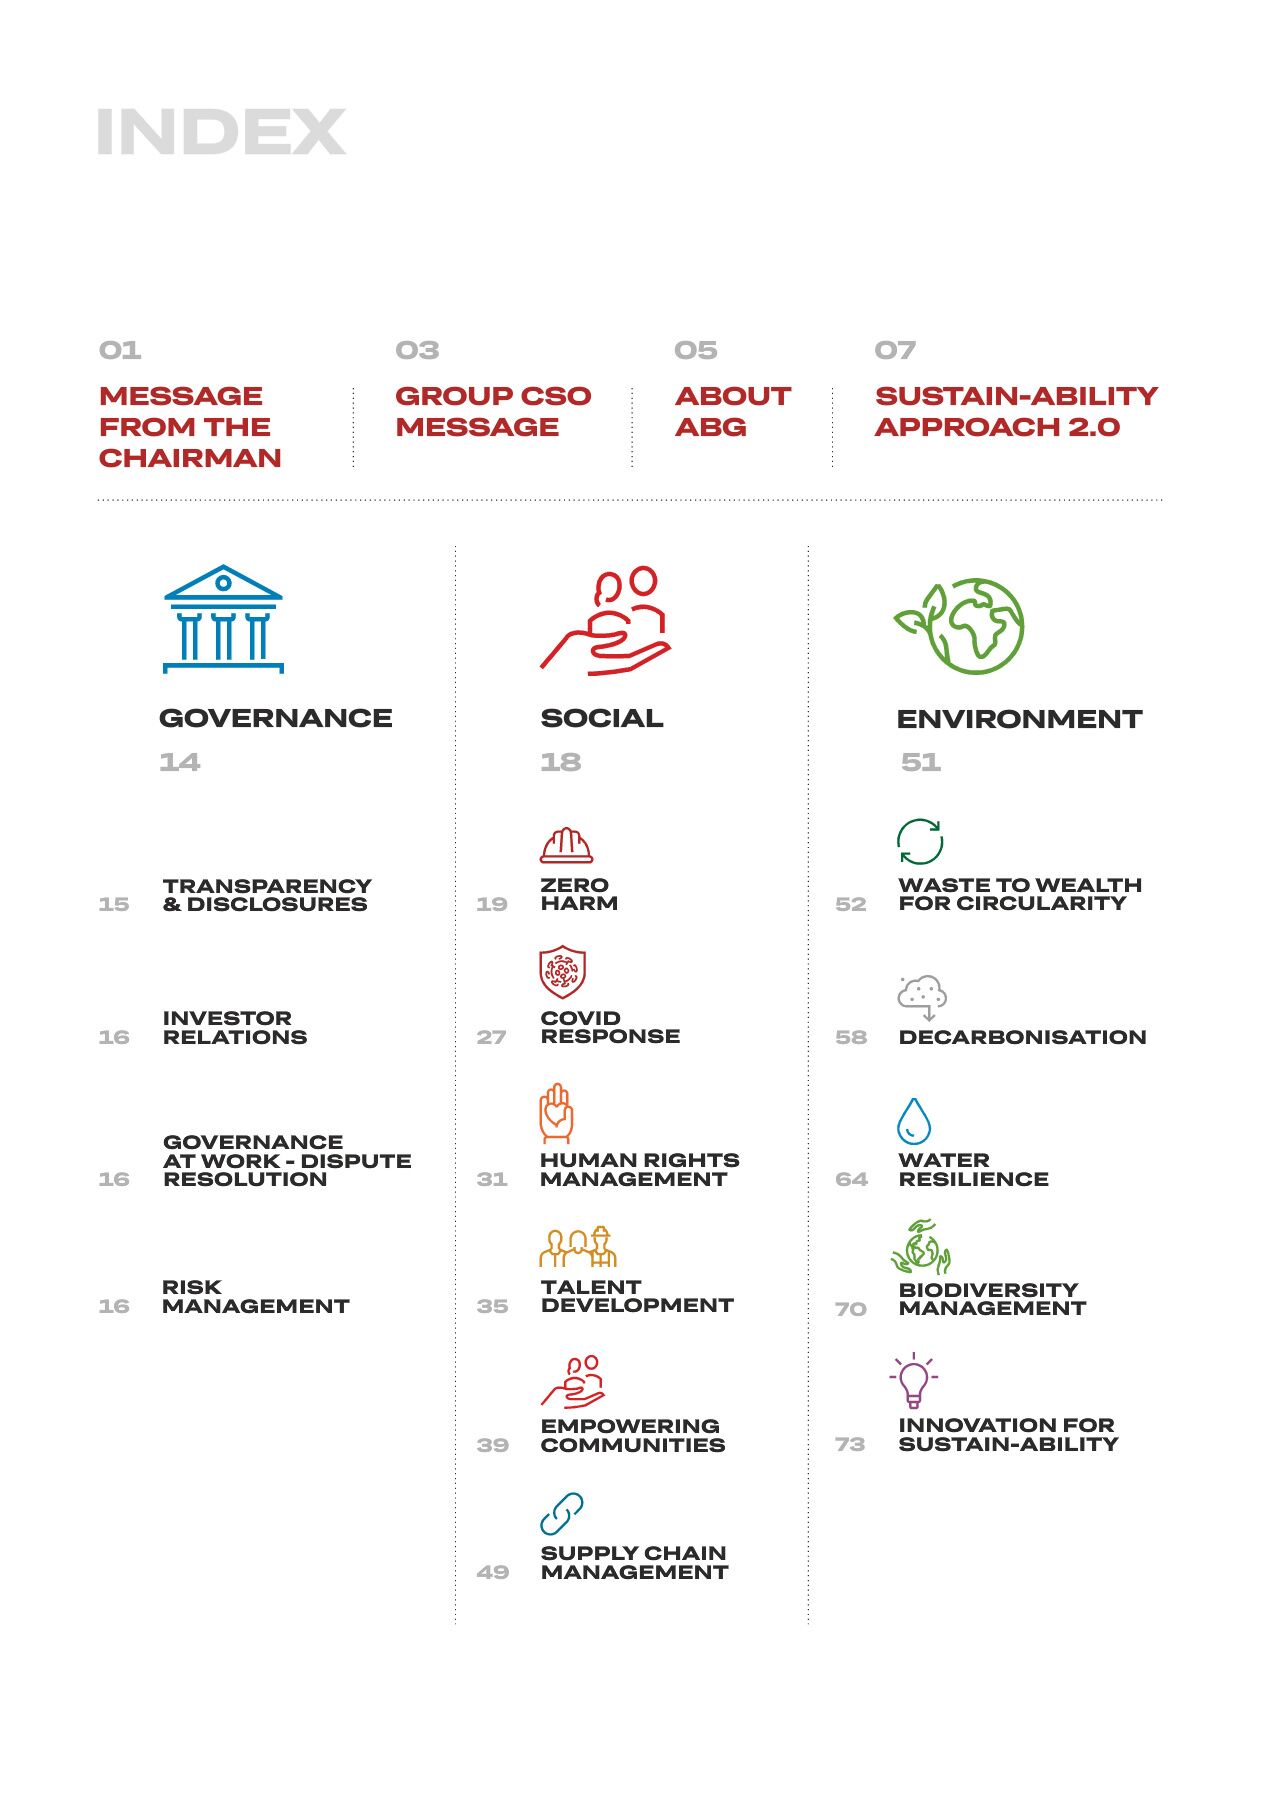 INDEX
01
MESSAGE
FROM THE
CHAIRMAN
03
GROUP CSO
MESSAGE
05
ABOUT
ABG
07
SUSTAIN-ABILITY
APPROACH 2.0
GOVERNANCE
14
15
TRANSPARENCY
& DISCLOSURES
16
INVESTOR
RELATIONS
16
GOVERNANCE
AT WORK - DISPUTE
RESOLUTION
16
RISK
MANAGEMENT
SOCIAL
18
19
ZERO
HARM
27
COVID
RESPONSE
31
HUMAN RIGHTS
MANAGEMENT
35
TALENT
DEVELOPMENT
39
EMPOWERING
COMMUNITIES
49
SUPPLY CHAIN
MANAGEMENT
ENVIRONMENT
51
52
WASTE TO WEALTH
FOR CIRCULARITY
58
DECARBONISATION
64
WATER
RESILIENCE
70
BIODIVERSITY
MANAGEMENT
73
INNOVATION FOR
SUSTAIN-ABILITY